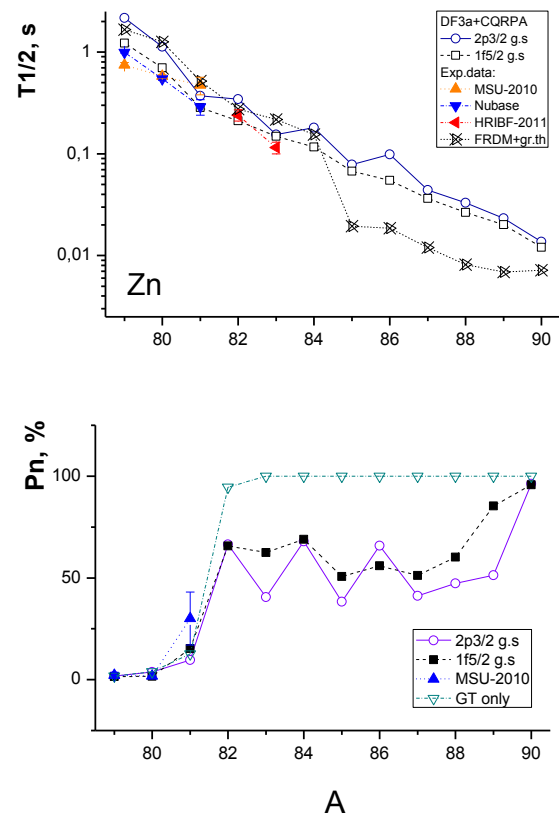 T1/2, s
1
0,1
0,01
DF3a+CQRPA
2p3/2 g.s
1f5/2 g.s
Exp.data:
MSU-2010
Nubase
HRIBF-2011
FRDM+gr.th
Zn
80 82 84 86 88 90
Pn, %
100
50
0
2p3/2 g.s
1f5/2 g.s
MSU-2010
GT only
80 82 84 86 88 90
A